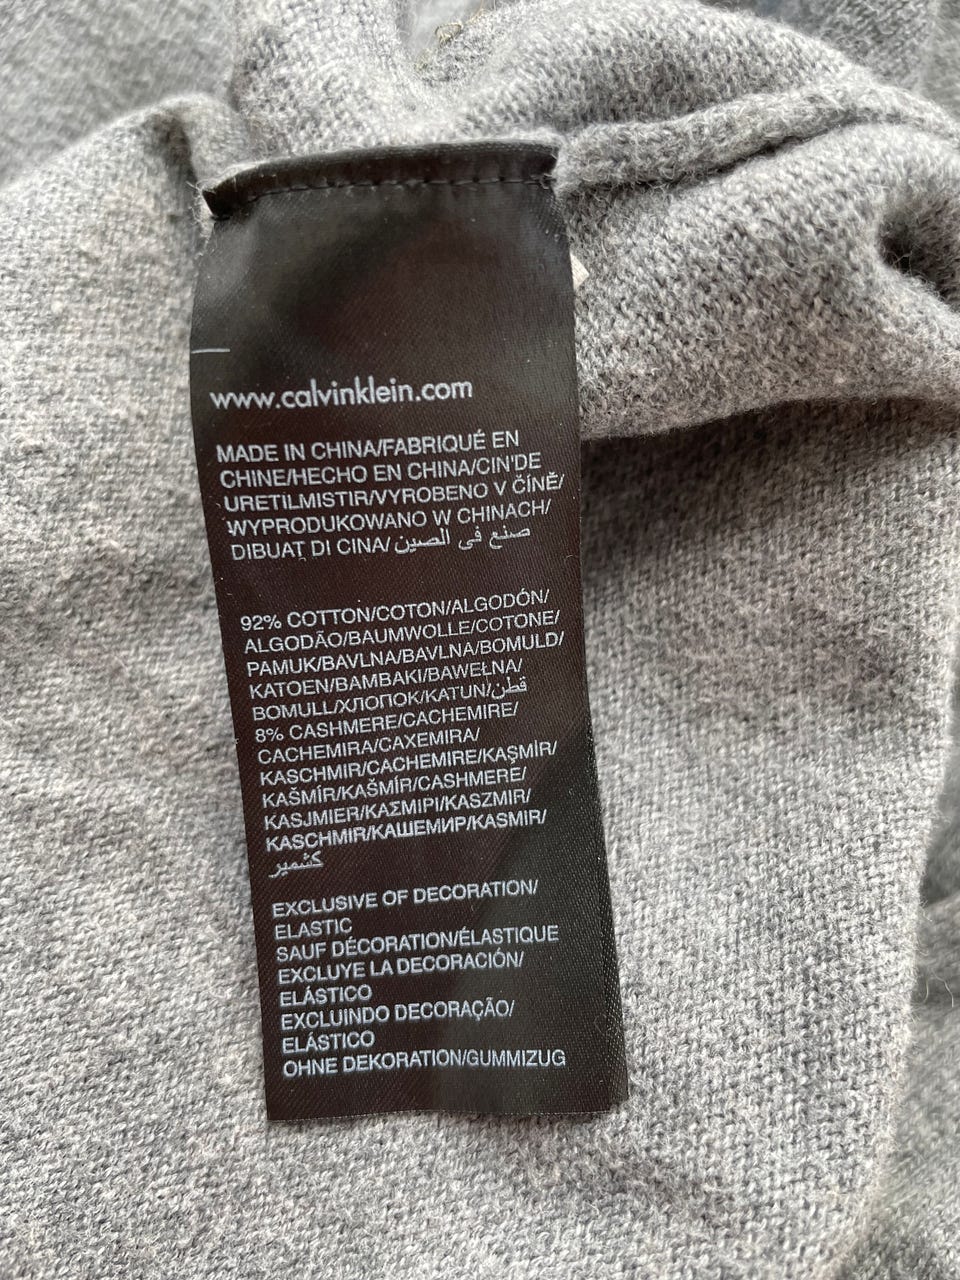 www.calvinklein.com
MADE IN CHINA/FABRIQUÉ EN
CHINE/HECHO EN CHINA/CIN'DE
URETILMISTIR/VYROBENO V ČÍNĚ/
WYPRODUKOWANO W CHINACH/
DIBUAT DI CINA/صنع في الصين
92% COTTON/COTON/ALGODÓN/
ALGODÃO/BAUMWOLLE/COTONE/
PAMUK/BAVLNA/BAVLNA/BOMULD/
KATOEN/BAMBAKI/BAWEŁNA/
BOMULL/ХЛОПОК/KATUN/قطن
8% CASHMERE/CACHEMIRE/
CACHEMIRA/CAXEMIRA/
KASCHMIR/CACHEMIRE/KAŞMİR/
KAŠMÍR/KAŠMÍR/CASHMERE/
KASJMIER/ΚΑΣΜΙΡΙ/KASZMIR/
KASCHMIR/КАШЕМИР/KASMIR/
كشمير
EXCLUSIVE OF DECORATION/
ELASTIC
SAUF DÉCORATION/ÉLASTIQUE
EXCLUYE LA DECORACIÓN/
ELÁSTICO
EXCLUINDO DECORAÇÃO/
ELÁSTICO
OHNE DEKORATION/GUMMIZUG